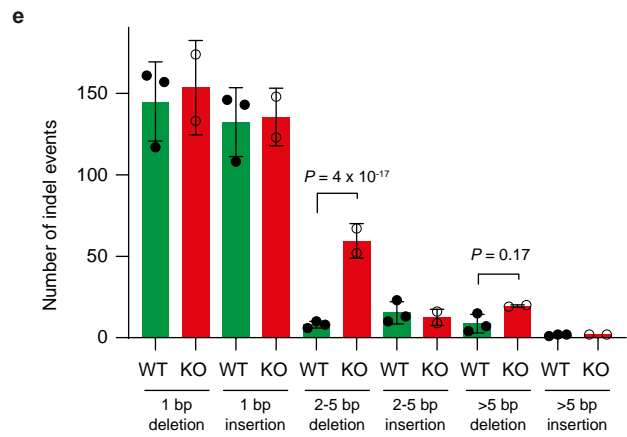 e
Number of indel events
150
100
50
0
P = 4 x 10⁻¹⁷
P = 0.17
WT KO WT KO WT KO WT KO WT KO WT KO
1 bp deletion
1 bp insertion
2-5 bp deletion
2-5 bp insertion
>5 bp deletion
>5 bp insertion